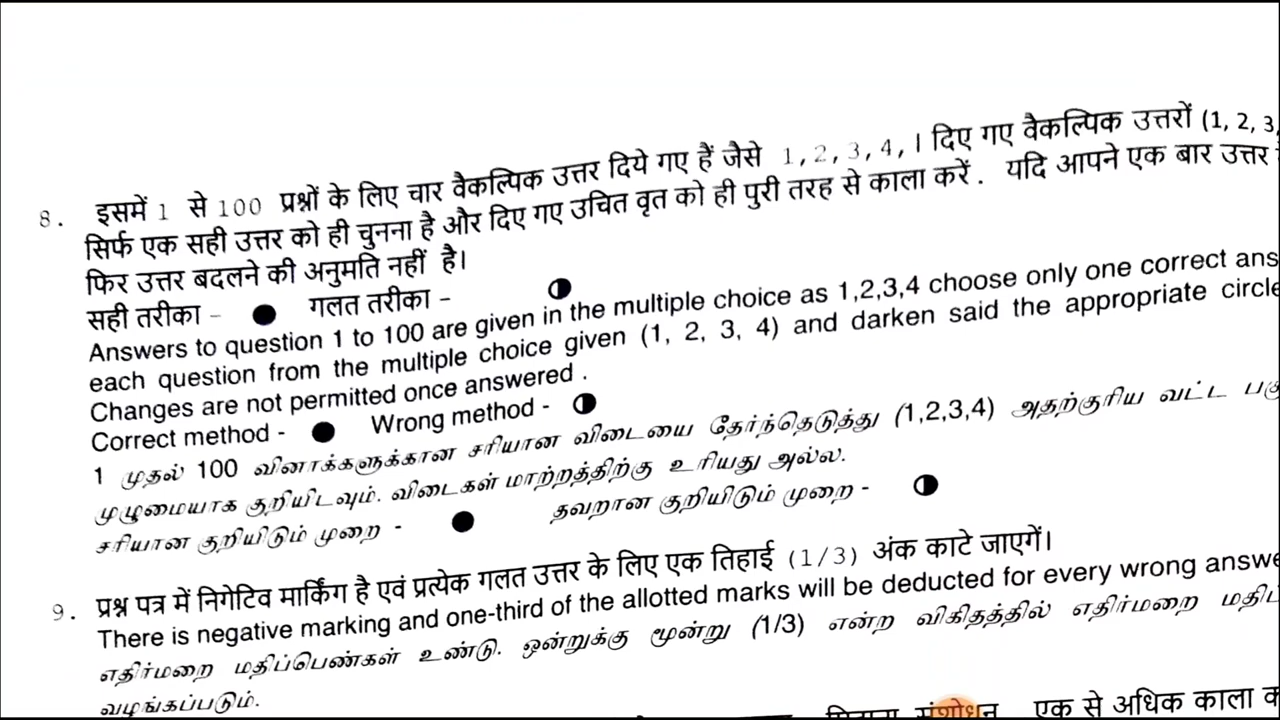 8. इसमें 1 से 100 प्रश्नों के लिए चार वैकल्पिक उत्तर दिये गए हैं जैसे 1,2,3,4,। दिए गए वैकल्पिक उत्तरों (1, 2, 3,
सिर्फ एक सही उत्तर को ही चुनना है और दिए गए उचित वृत को ही पुरी तरह से काला करें. यदि आपने एक बार उत्तर
फिर उत्तर बदलने की अनुमति नहीं है।
सही तरीका – ● गलत तरीका – ◑
Answers to question 1 to 100 are given in the multiple choice as 1,2,3,4 choose only one correct ans
each question from the multiple choice given (1, 2, 3, 4) and darken said the appropriate circle
Changes are not permitted once answered .
Correct method - ● Wrong method - ◑
1 முதல் 100 வினாக்களுக்கான சரியான விடையை தேர்ந்தெடுத்து (1,2,3,4) அதற்குரிய வட்ட பகு
முழுமையாக குறியிடவும். விடைகள் மாற்றத்திற்கு உரியது அல்ல.
சரியான குறியிடும் முறை - ● தவறான குறியிடும் முறை - ◑
9. प्रश्न पत्र में निगेटिव मार्किंग है एवं प्रत्येक गलत उत्तर के लिए एक तिहाई (1/3) अंक काटे जाएगें।
There is negative marking and one-third of the allotted marks will be deducted for every wrong answe
எதிர்மறை மதிப்பெண்கள் உண்டு. ஒன்றுக்கு மூன்று (1/3) என்ற விகிதத்தில் எதிர்மறை மதிப்
வழங்கப்படும்.
संशोधन एक से अधिक काला